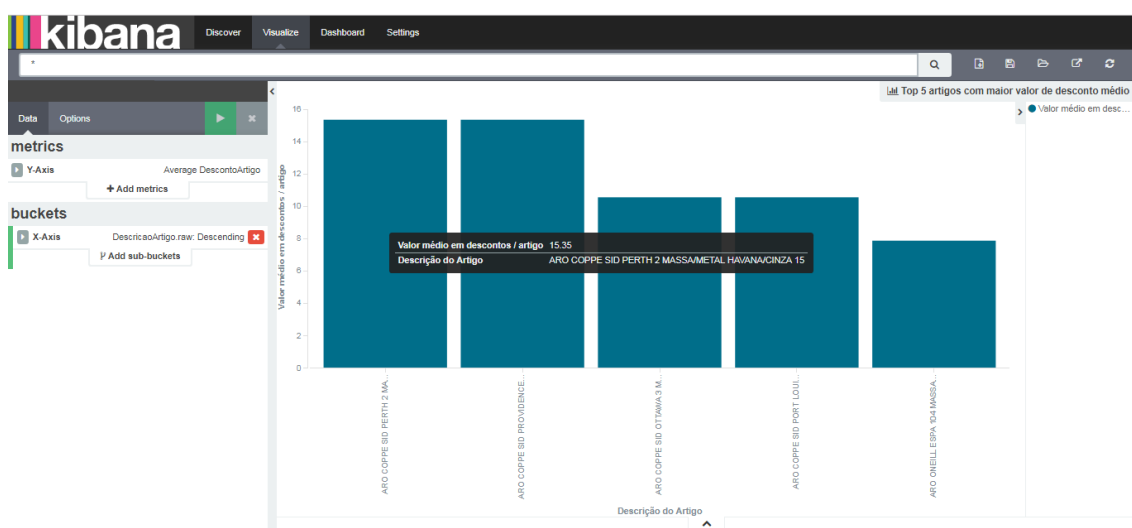 kibana
Discover Visualize Dashboard Settings
*
Top 5 artigos com maior valor de desconto médio
Data Options
metrics
Y-Axis Average DescontoArtigo
+ Add metrics
buckets
X-Axis DescricaoArtigo.raw: Descending
Add sub-buckets
Valor médio em desc...
Valor médio em descontos / artigo
16
14
12
10
8
6
4
2
0
Valor médio em descontos / artigo 15.35
Descrição do Artigo ARO COPPE SID PERTH 2 MASSA/METAL HAVANA/CINZA 15
ARO COPPE SID PERTH 2 MA...
ARO COPPE SID PROVIDENCE...
ARO COPPE SID OTTAWA 3 M...
ARO COPPE SID PORT LOUI...
ARO ONEILL ESPA 104 MASSA...
Descrição do Artigo